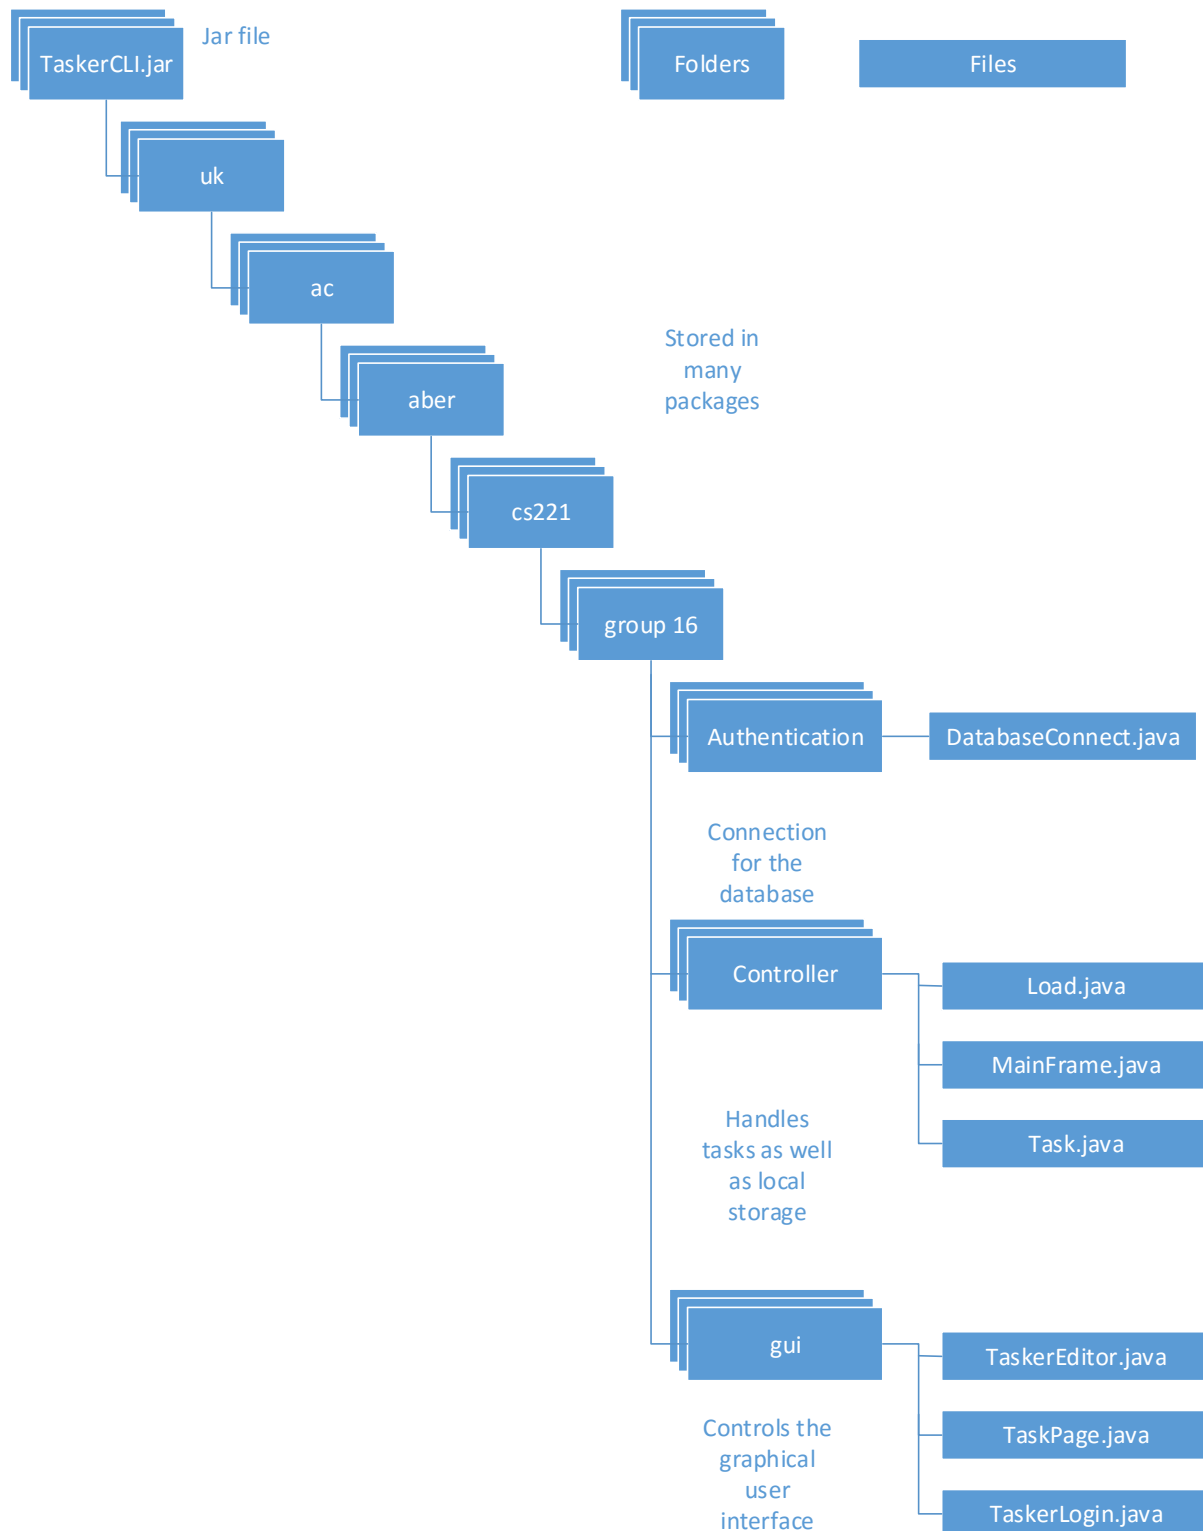 Jar file
TaskerCLI.jar
Folders
Files
uk
ac
Stored in
many
packages
aber
cs221
group 16
Authentication
DatabaseConnect.java
Connection
for the
database
Controller
Load.java
MainFrame.java
Handles
tasks as well
as local
storage
Task.java
gui
TaskerEditor.java
Controls the
graphical
user
interface
TaskPage.java
TaskerLogin.java